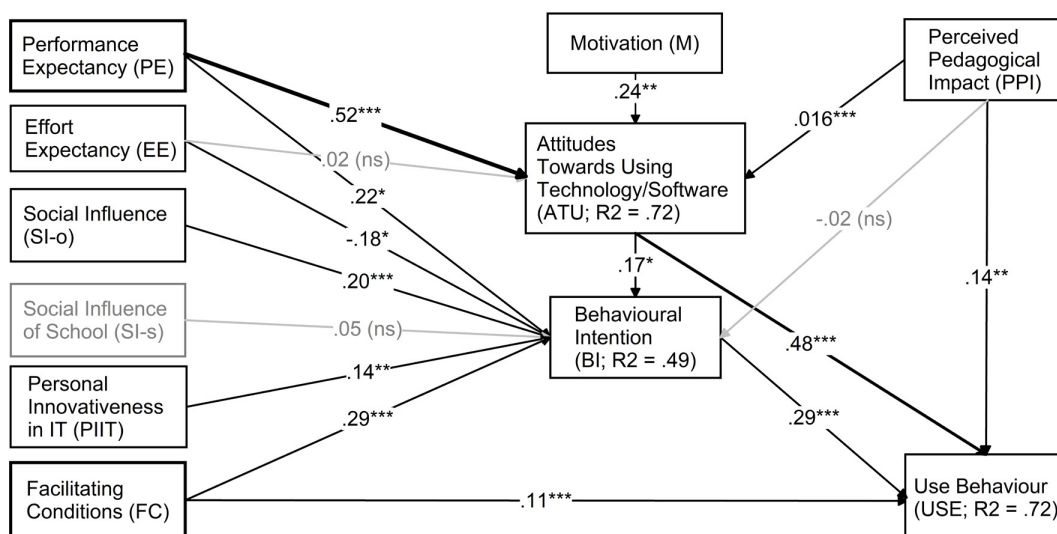 Performance
Expectancy (PE)
Motivation (M)
Perceived
Pedagogical
Impact (PPI)
.24**
.52***
.016***
Effort
Expectancy (EE)
.02 (ns)
Attitudes
Towards Using
Technology/Software
(ATU; R2 = .72)
.22*
Social Influence
(SI-o)
-.18*
-.02 (ns)
.20***
.17*
.14**
Social Influence
of School (SI-s)
.05 (ns)
Behavioural
Intention
(BI; R2 = .49)
.48***
Personal
Innovativeness
in IT (PIIT)
.14**
.29***
.29***
Facilitating
Conditions (FC)
.11***
Use Behaviour
(USE; R2 = .72)